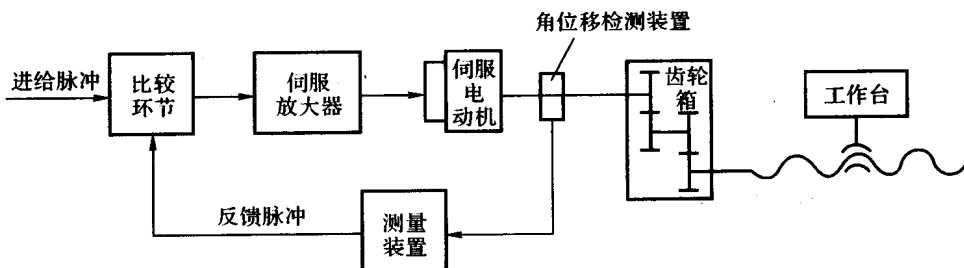 角位移检测装置
进给脉冲
比较
环节
伺服
放大器
伺服
电
动机
齿轮
箱
工作台
反馈脉冲
测量
装置